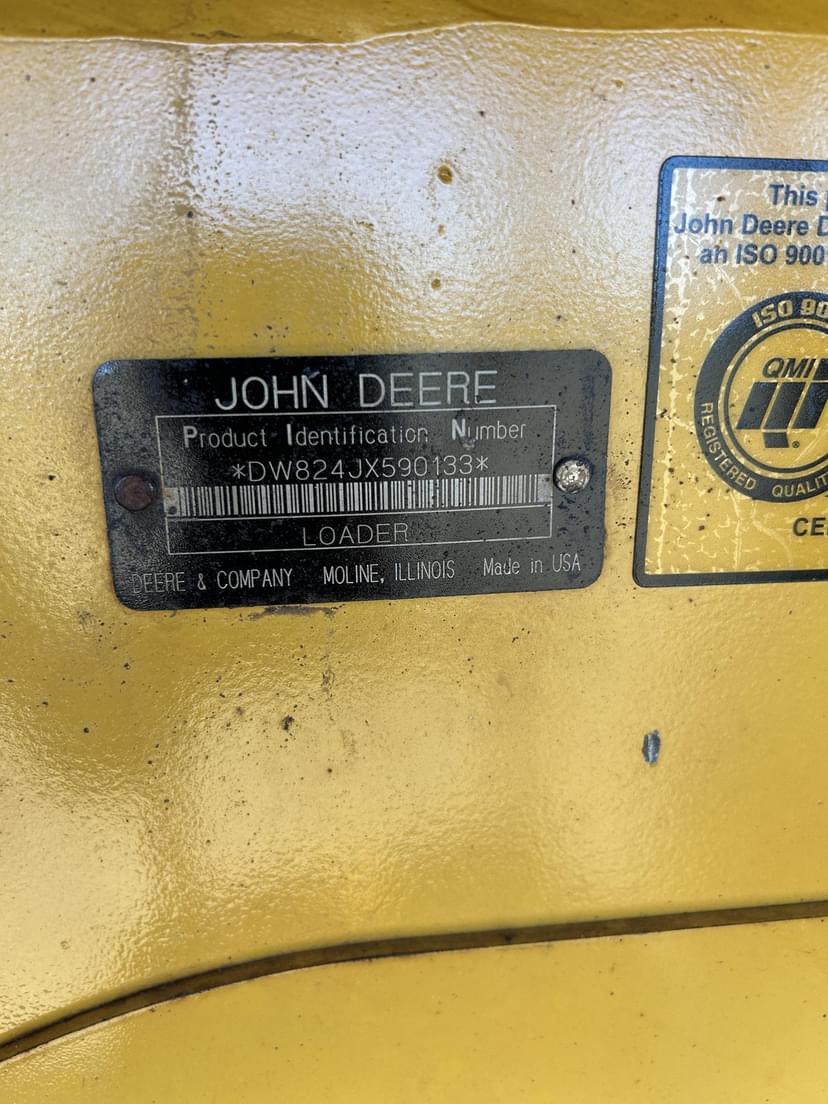 JOHN DEERE
Product Identification Number
*DW824JX590133*
LOADER
DEERE & COMPANY MOLINE, ILLINOIS Made in USA
This
John Deere D
an ISO 900
ISO 90
QMI
REGISTERED QUALIT
CE